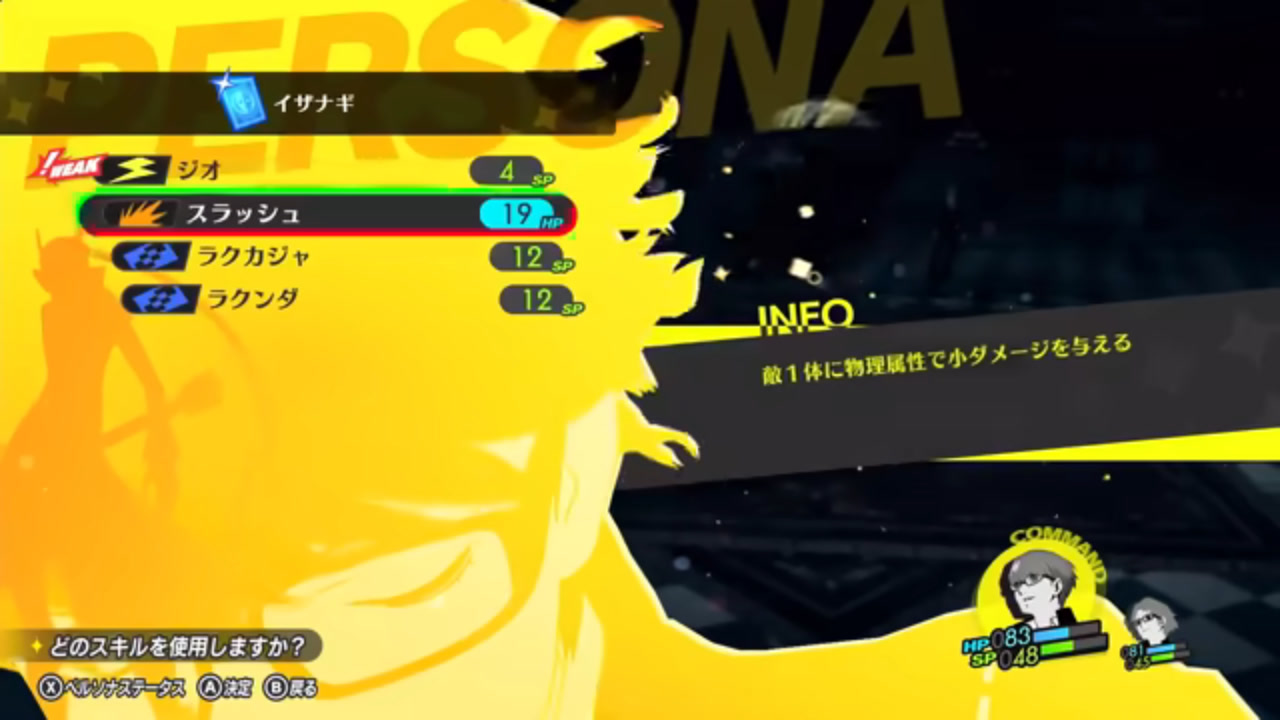 PERSONA
イザナギ
!WEAK ジオ 4 SP
スラッシュ 19 HP
ラクカジャ 12 SP
ラクンダ 12 SP
INFO
敵1体に物理属性で小ダメージを与える
COMMAND
HP 083
SP 048
081
045
どのスキルを使用しますか？
X ペルソナステータス A 決定 B 戻る